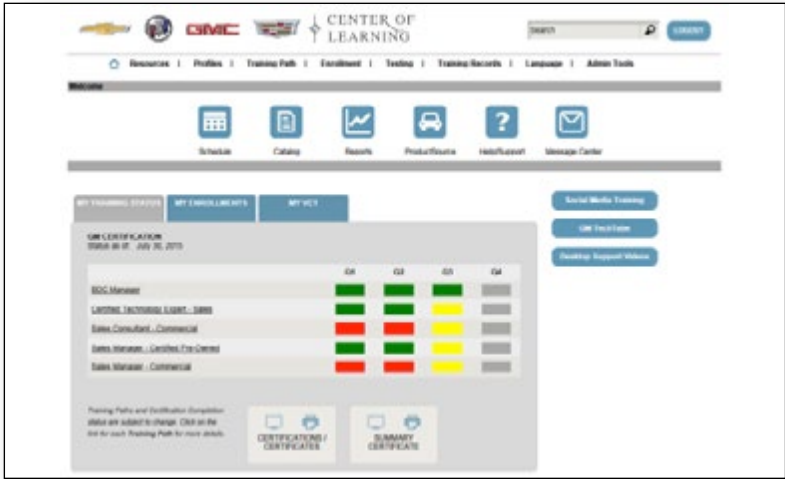 GMC
CENTER OF
LEARNING
Search
LOGOUT
Resources | Profiles | Training Path | Enrollment | Testing | Training Records | Language | Admin Tools
Welcome
Schedule Catalog Reports ProductSource Help/Support Message Center
MY TRAINING STATUS MY ENROLLMENTS MY VCT
Social Media Training
GM TechTube
Desktop Support Videos
GM CERTIFICATION
Status as of: July 30, 2015
Q1 Q2 Q3 Q4
BDC Manager
Certified Technology Expert - Sales
Sales Consultant - Commercial
Sales Manager - Certified Pre-Owned
Sales Manager - Commercial
Training Paths and Certification Completion
status are subject to change. Click on the
link for each Training Path for more details.
CERTIFICATIONS /
CERTIFICATES
SUMMARY
CERTIFICATE